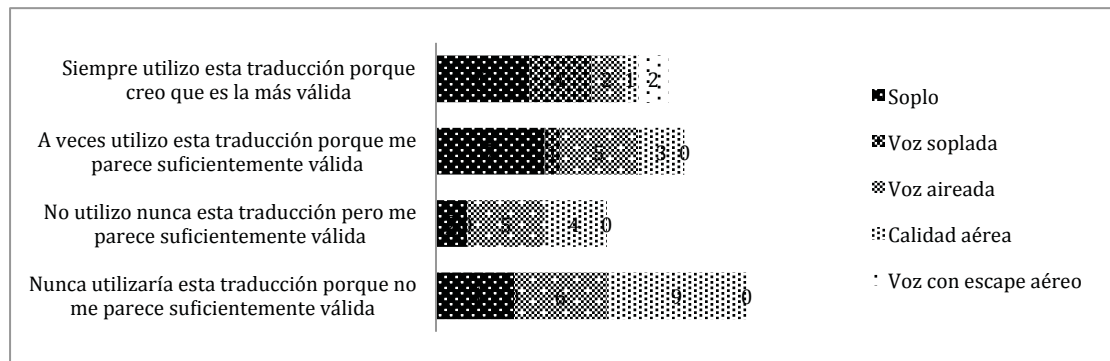 Siempre utilizo esta traducción porque
creo que es la más válida
2 1 2
A veces utilizo esta traducción porque me
parece suficientemente válida
5 3 0
No utilizo nunca esta traducción pero me
parece suficientemente válida
5 4 0
Nunca utilizaría esta traducción porque no
me parece suficientemente válida
6 9 0
Soplo
Voz soplada
Voz aireada
Calidad aérea
Voz con escape aéreo